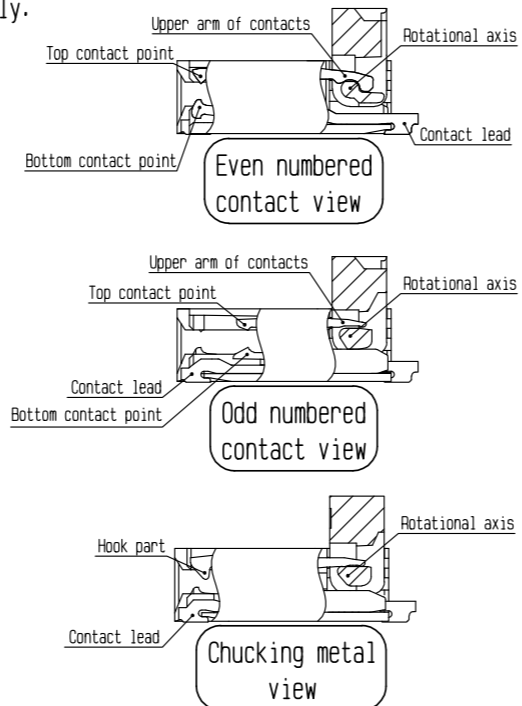 ly.
Upper arm of contacts
Rotational axis
Top contact point
Contact lead
Bottom contact point
Even numbered
contact view
Upper arm of contacts
Rotational axis
Top contact point
Contact lead
Bottom contact point
Odd numbered
contact view
Rotational axis
Hook part
Contact lead
Chucking metal
view